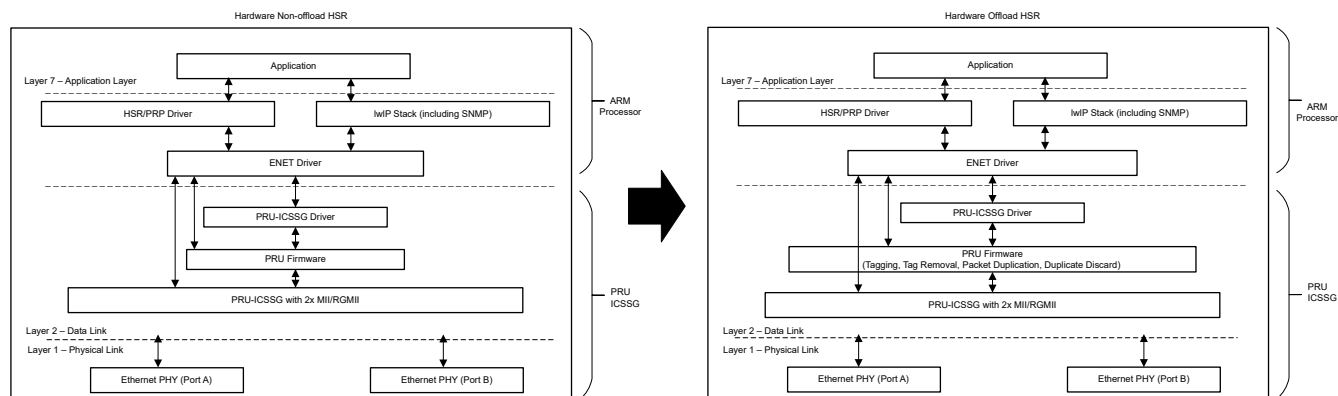 Hardware Non-offload HSR
Application
Layer 7 – Application Layer
HSR/PRP Driver
lwIP Stack (including SNMP)
ENET Driver
PRU-ICSSG Driver
PRU Firmware
PRU-ICSSG with 2x MII/RGMII
Layer 2 – Data Link
Layer 1 – Physical Link
Ethernet PHY (Port A)
Ethernet PHY (Port B)
ARM
Processor
PRU
ICSSG
Hardware Offload HSR
Application
Layer 7 – Application Layer
HSR/PRP Driver
lwIP Stack (including SNMP)
ENET Driver
PRU-ICSSG Driver
PRU Firmware
(Tagging, Tag Removal, Packet Duplication, Duplicate Discard)
PRU-ICSSG with 2x MII/RGMII
Layer 2 – Data Link
Layer 1 – Physical Link
Ethernet PHY (Port A)
Ethernet PHY (Port B)
ARM
Processor
PRU
ICSSG